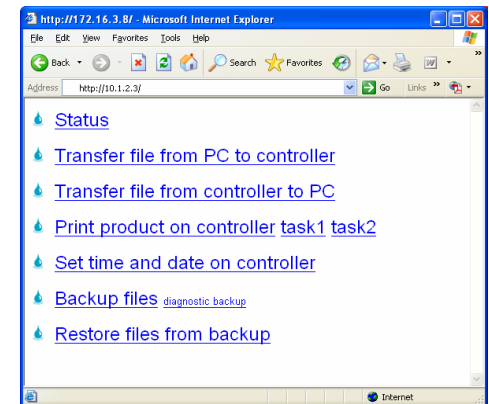 http://172.16.3.8/ - Microsoft Internet Explorer
File Edit View Favorites Tools Help
Back Search Favorites
Address http://10.1.2.3/ Go Links
Status
Transfer file from PC to controller
Transfer file from controller to PC
Print product on controller task1 task2
Set time and date on controller
Backup files diagnostic backup
Restore files from backup
Internet